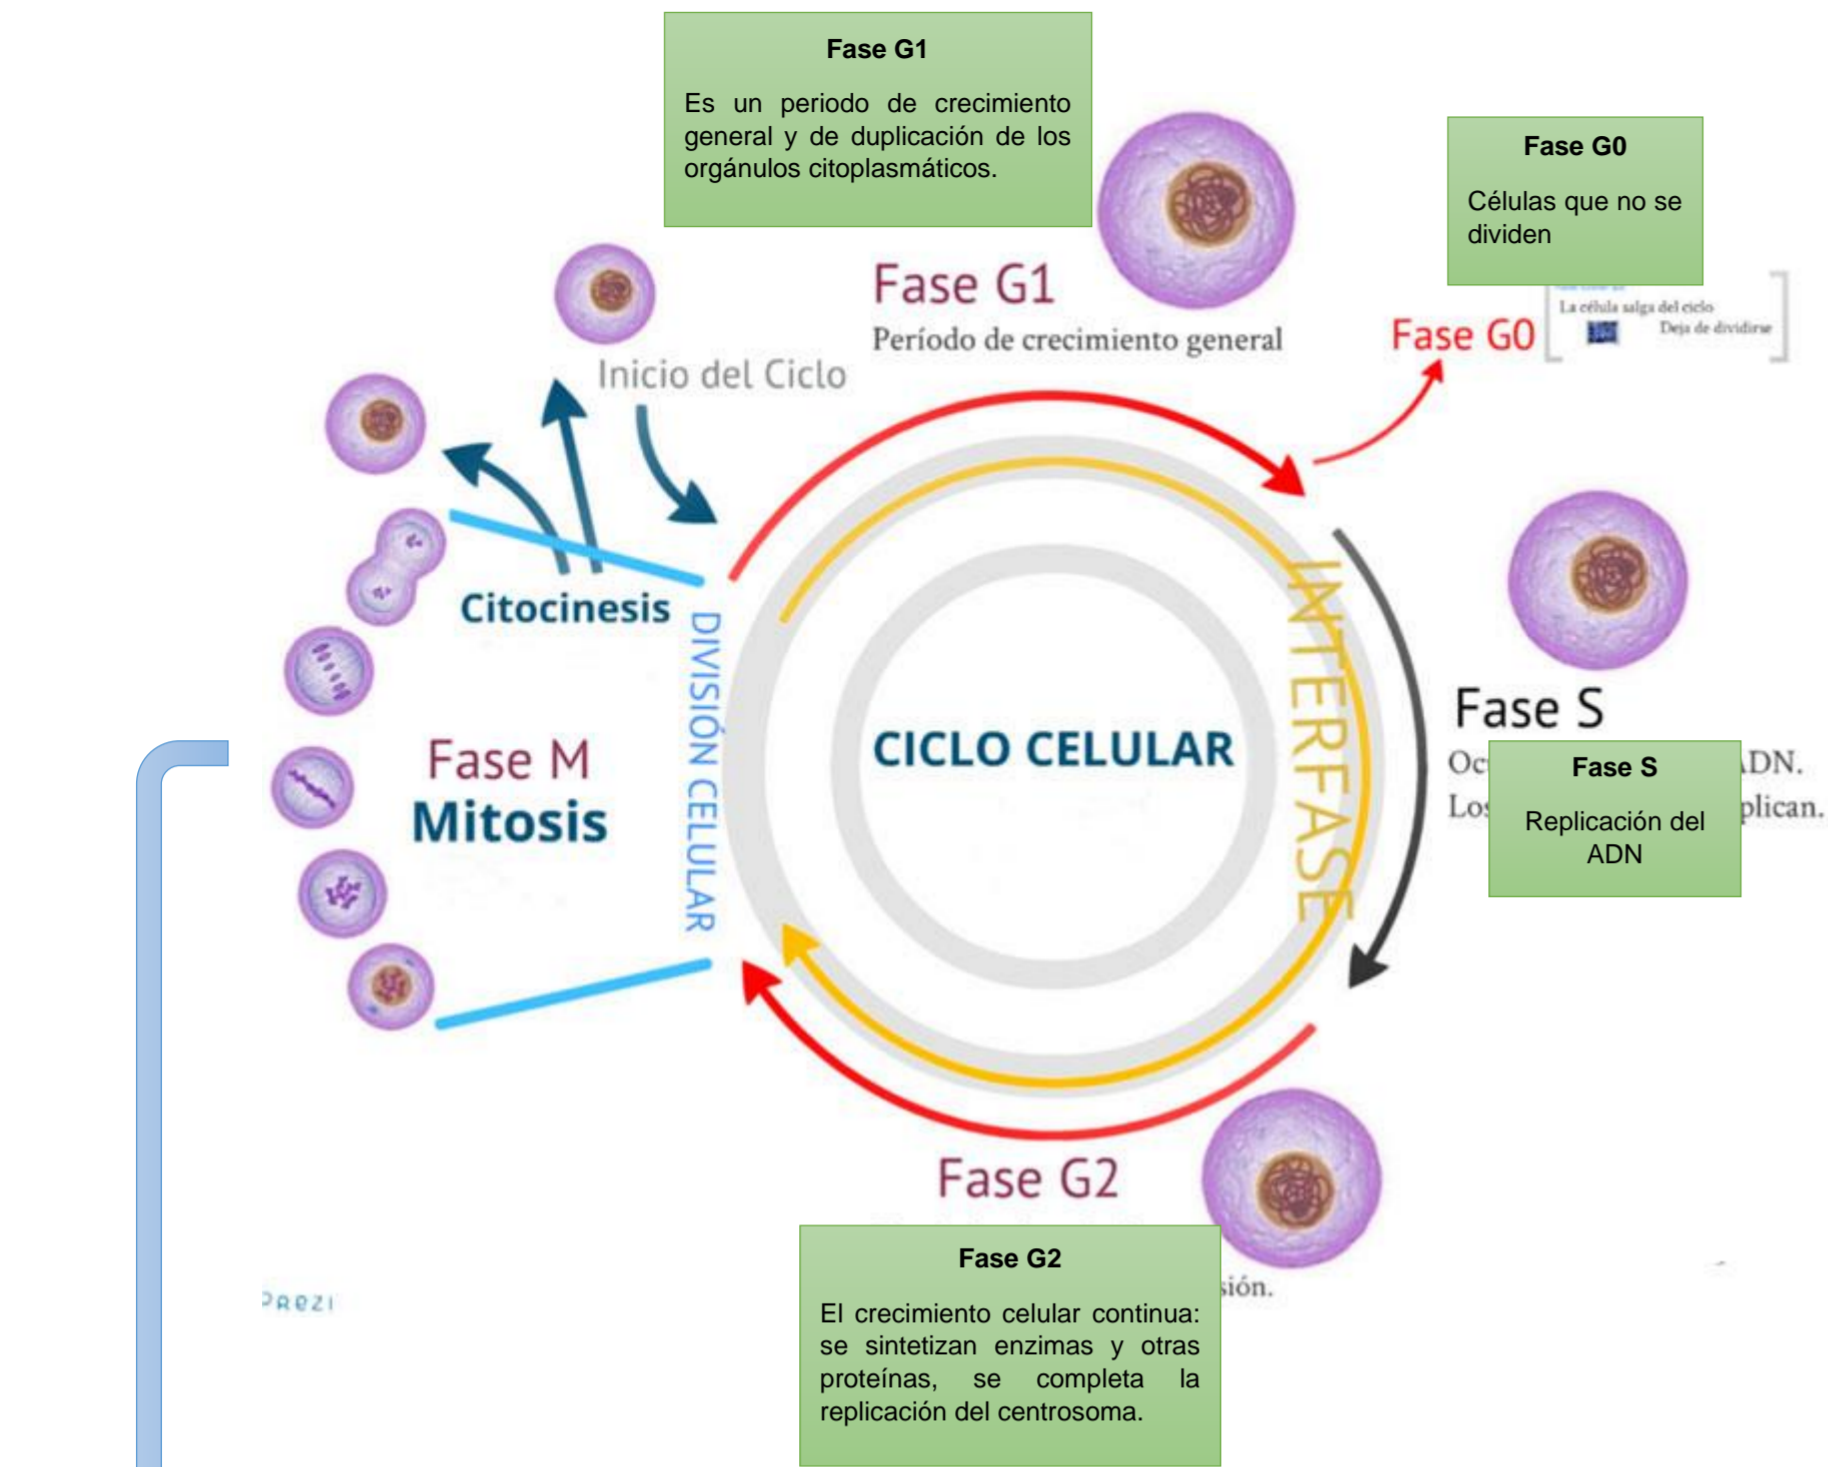 Fase G1
Es un periodo de crecimiento
general y de duplicación de los
orgánulos citoplasmáticos.
Fase G0
Células que no se
dividen
Fase G1
Período de crecimiento general
La célula salga del ciclo
Deja de dividirse
Fase G0
Inicio del Ciclo
Citocinesis
DIVISIÓN CELULAR
INTERFASE
CICLO CELULAR
Fase M
Mitosis
Fase S
Fase S
Replicación del
ADN
ADN.
plican.
Fase G2
Fase G2
El crecimiento celular continua:
se sintetizan enzimas y otras
proteínas, se completa la
replicación del centrosoma.
sión.
PREZI